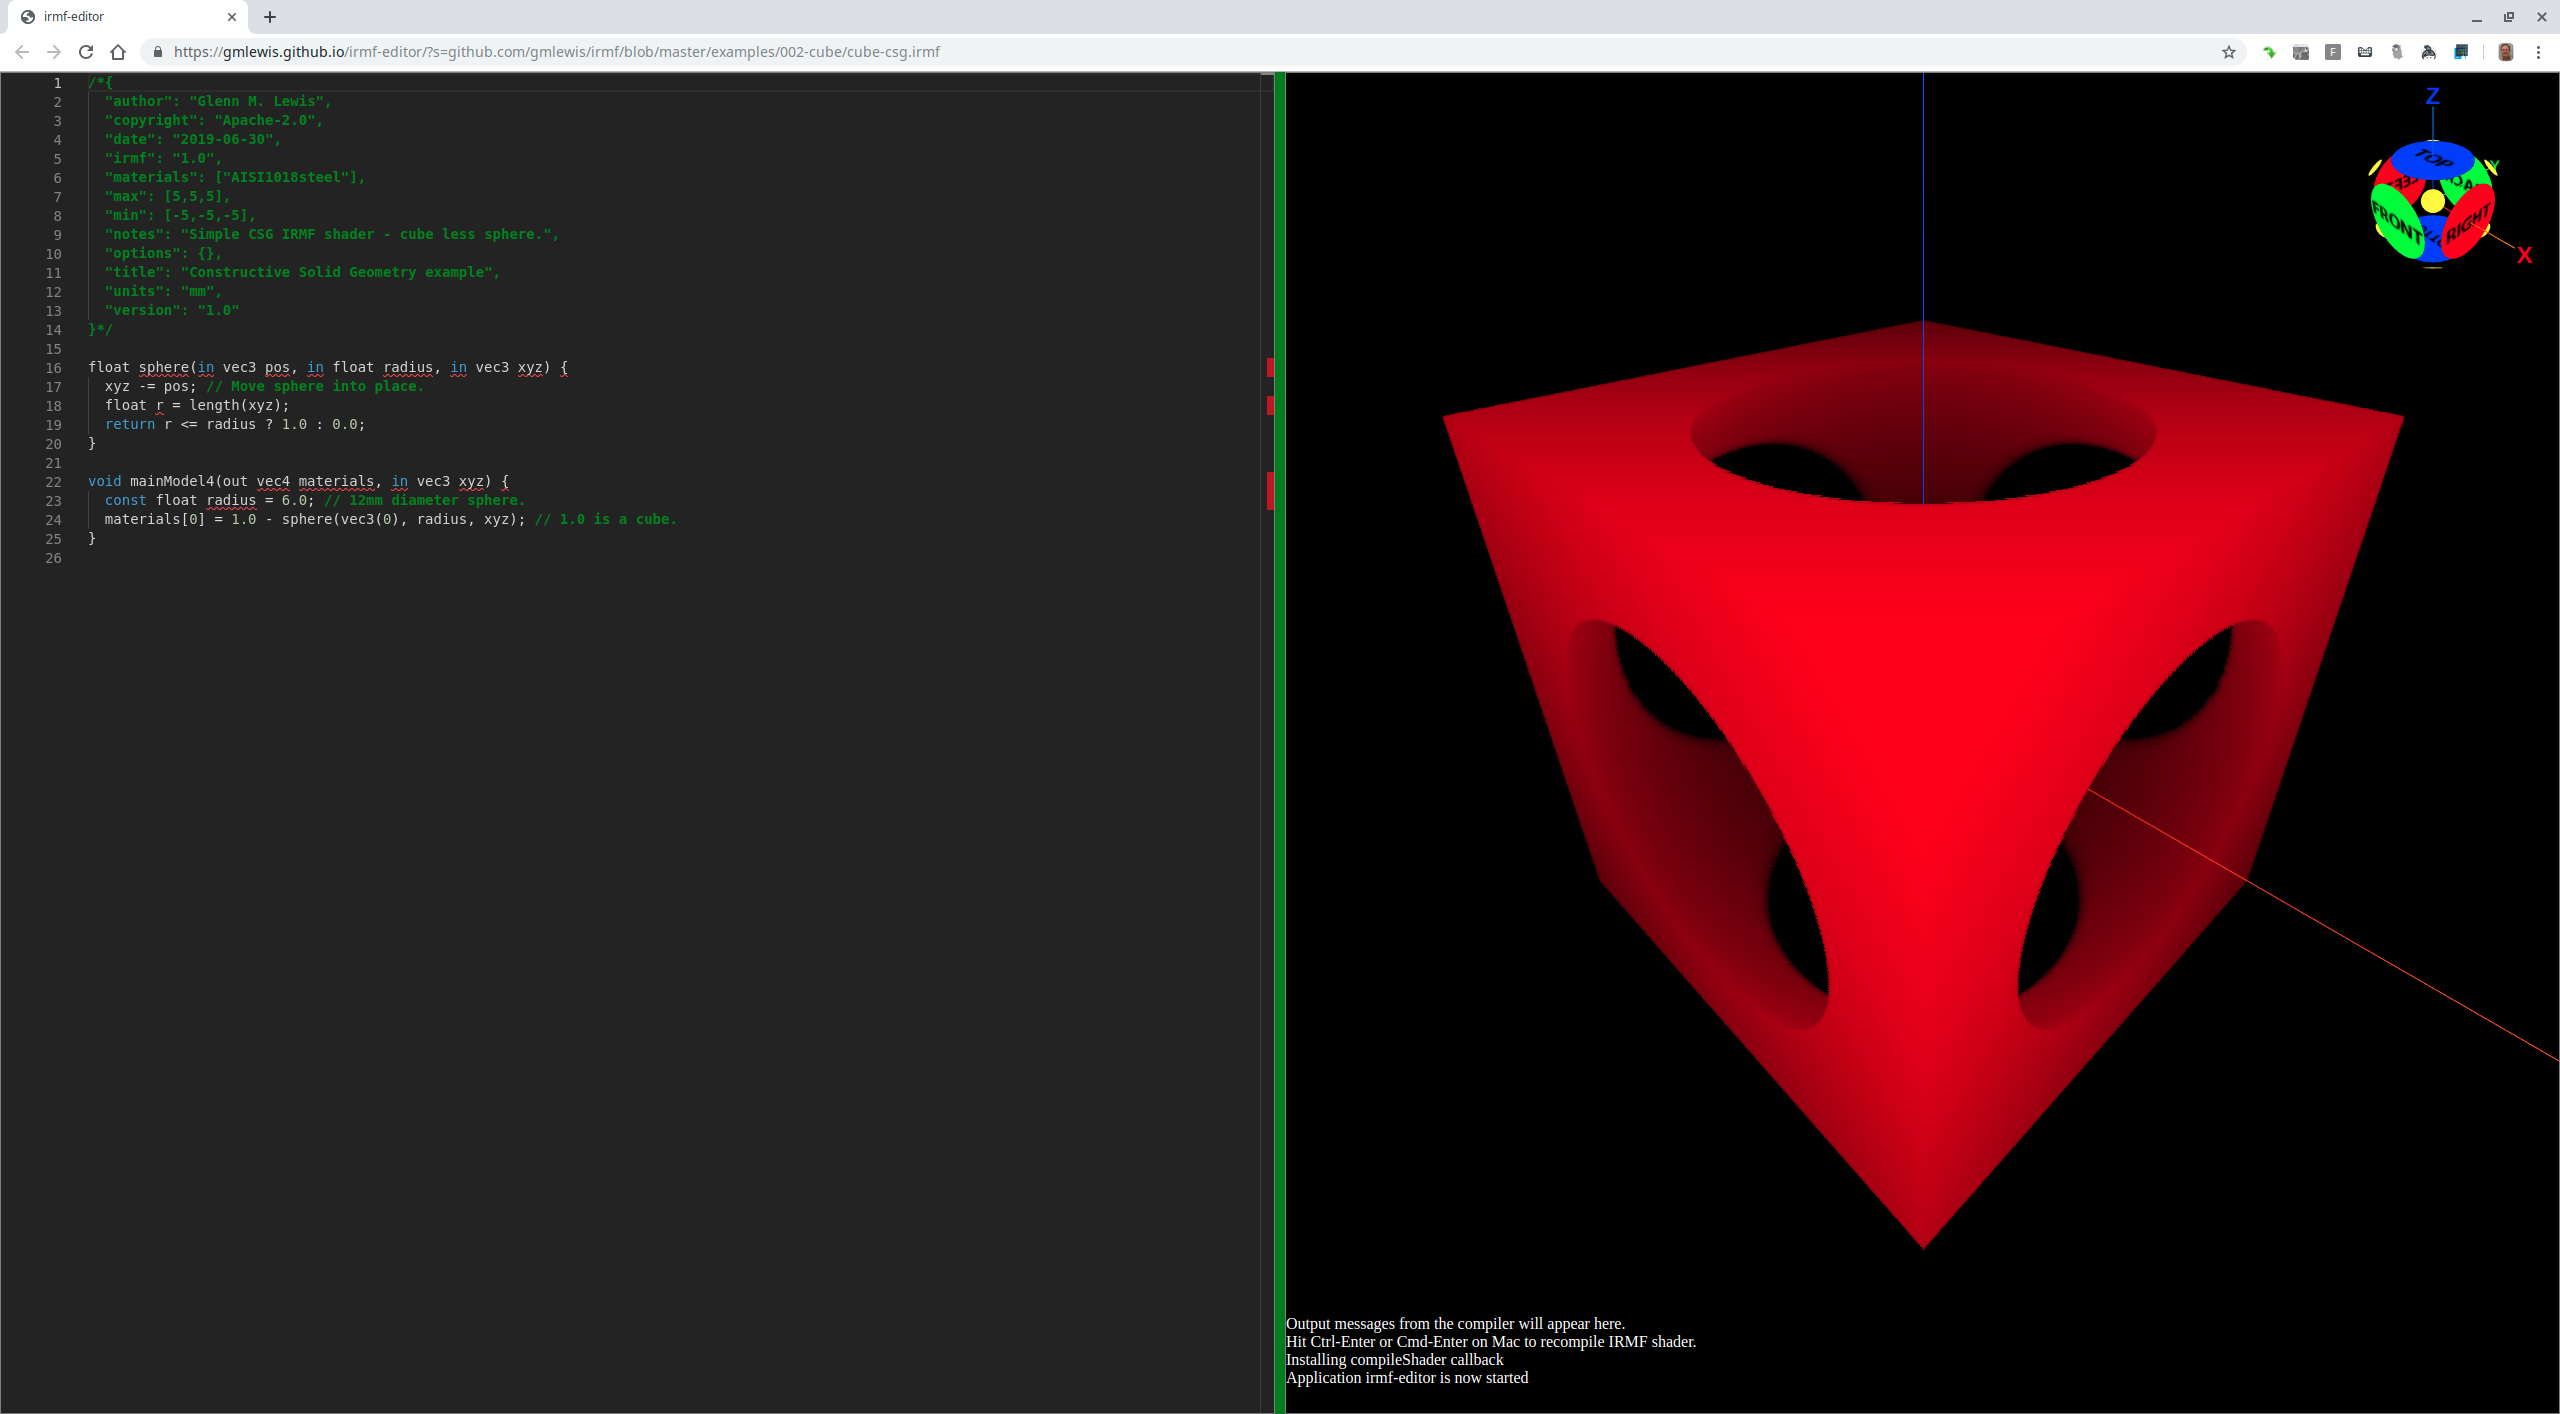 irmf-editor
https://gmlewis.github.io/irmf-editor/?s=github.com/gmlewis/irmf/blob/master/examples/002-cube/cube-csg.irmf
F
1 /*{
2 "author": "Glenn M. Lewis",
3 "copyright": "Apache-2.0",
4 "date": "2019-06-30",
5 "irmf": "1.0",
6 "materials": ["AISI1018steel"],
7 "max": [5,5,5],
8 "min": [-5,-5,-5],
9 "notes": "Simple CSG IRMF shader - cube less sphere.",
10 "options": {},
11 "title": "Constructive Solid Geometry example",
12 "units": "mm",
13 "version": "1.0"
14 }*/
15
16 float sphere(in vec3 pos, in float radius, in vec3 xyz) {
17 xyz -= pos; // Move sphere into place.
18 float r = length(xyz);
19 return r <= radius ? 1.0 : 0.0;
20 }
21
22 void mainModel4(out vec4 materials, in vec3 xyz) {
23 const float radius = 6.0; // 12mm diameter sphere.
24 materials[0] = 1.0 - sphere(vec3(0), radius, xyz); // 1.0 is a cube.
25 }
26
Z
TOP
Y
FRONT
RIGHT
X
Output messages from the compiler will appear here.
Hit Ctrl-Enter or Cmd-Enter on Mac to recompile IRMF shader.
Installing compileShader callback
Application irmf-editor is now started